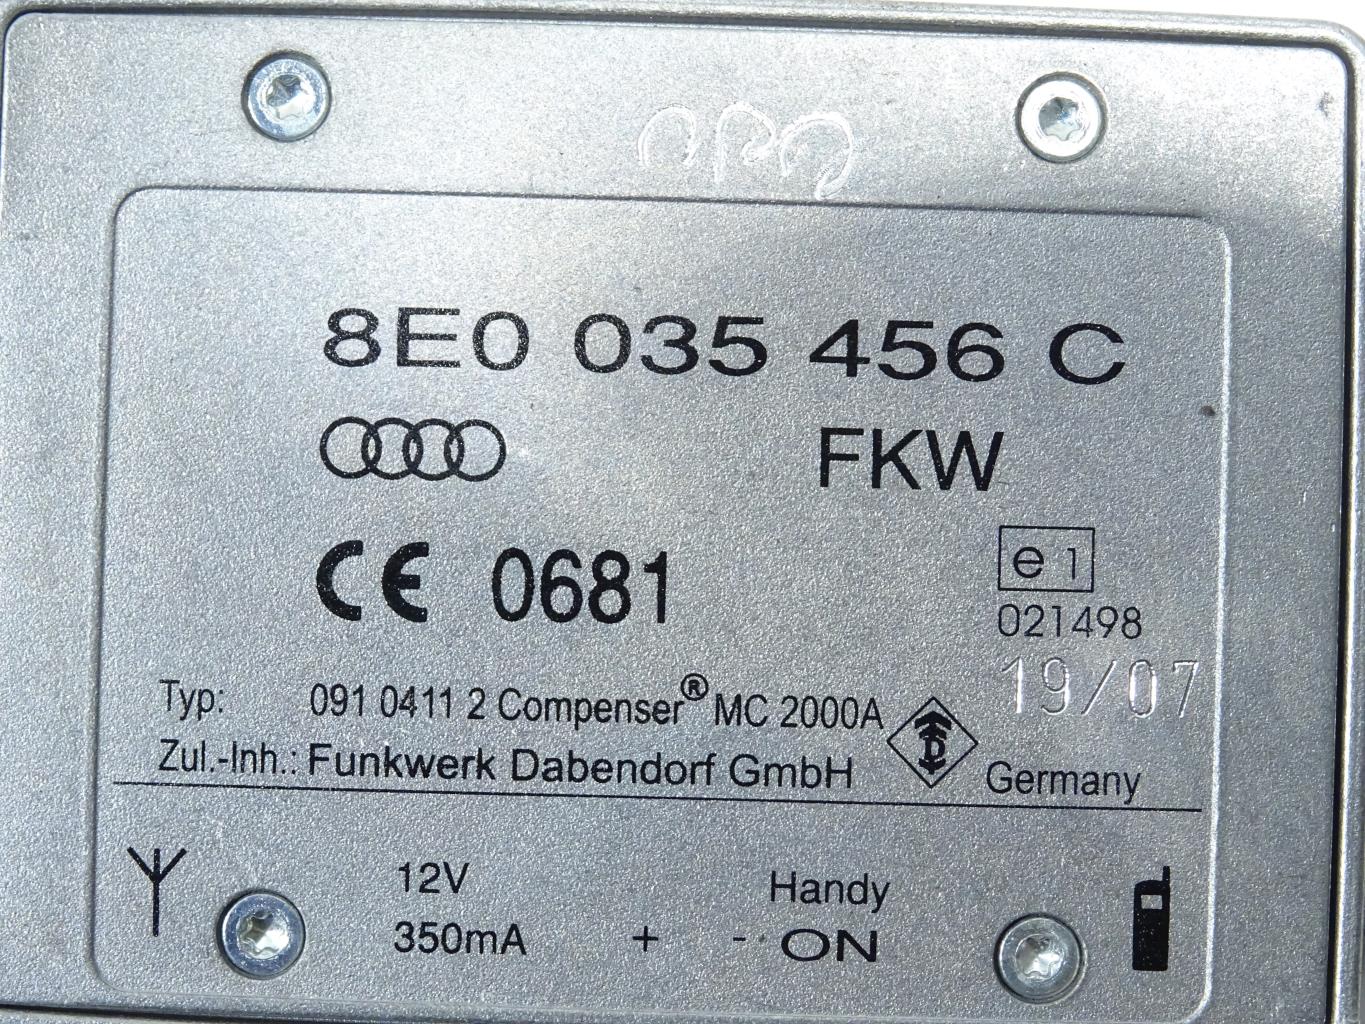 8E0 035 456 C
FKW
CE 0681
e1
021498
19/07
Typ: 091 0411 2 Compenser® MC 2000A
Zul.-Inh.: Funkwerk Dabendorf GmbH
Germany
12V
Handy
350mA + - ON